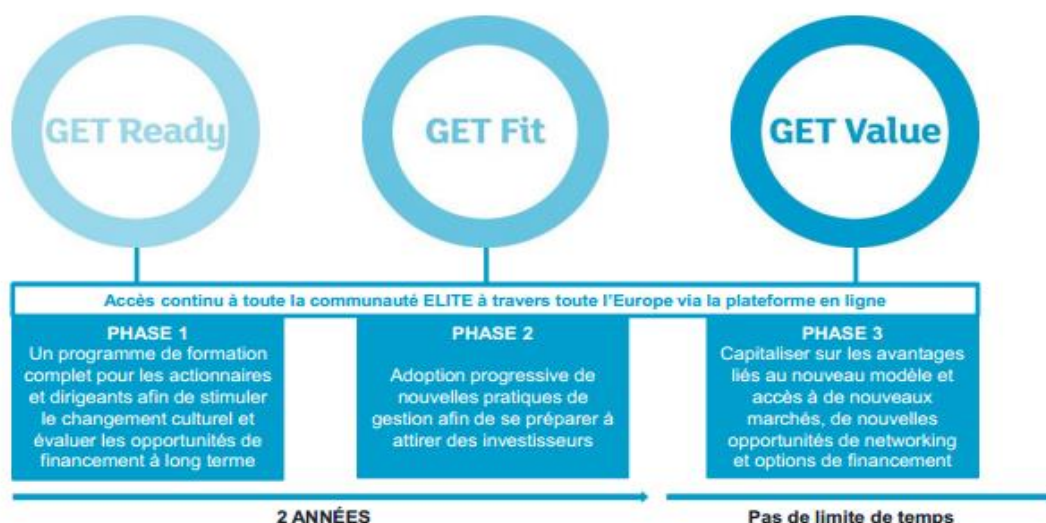 GET Ready
GET Fit
GET Value
Accès continu à toute la communauté ELITE à travers toute l'Europe via la plateforme en ligne
PHASE 1
Un programme de formation
complet pour les actionnaires
et dirigeants afin de stimuler
le changement culturel et
évaluer les opportunités de
financement à long terme
PHASE 2
Adoption progressive de
nouvelles pratiques de
gestion afin de se préparer à
attirer des investisseurs
PHASE 3
Capitaliser sur les avantages
liés au nouveau modèle et
accès à de nouveaux
marchés, de nouvelles
opportunités de networking
et options de financement
2 ANNÉES
Pas de limite de temps